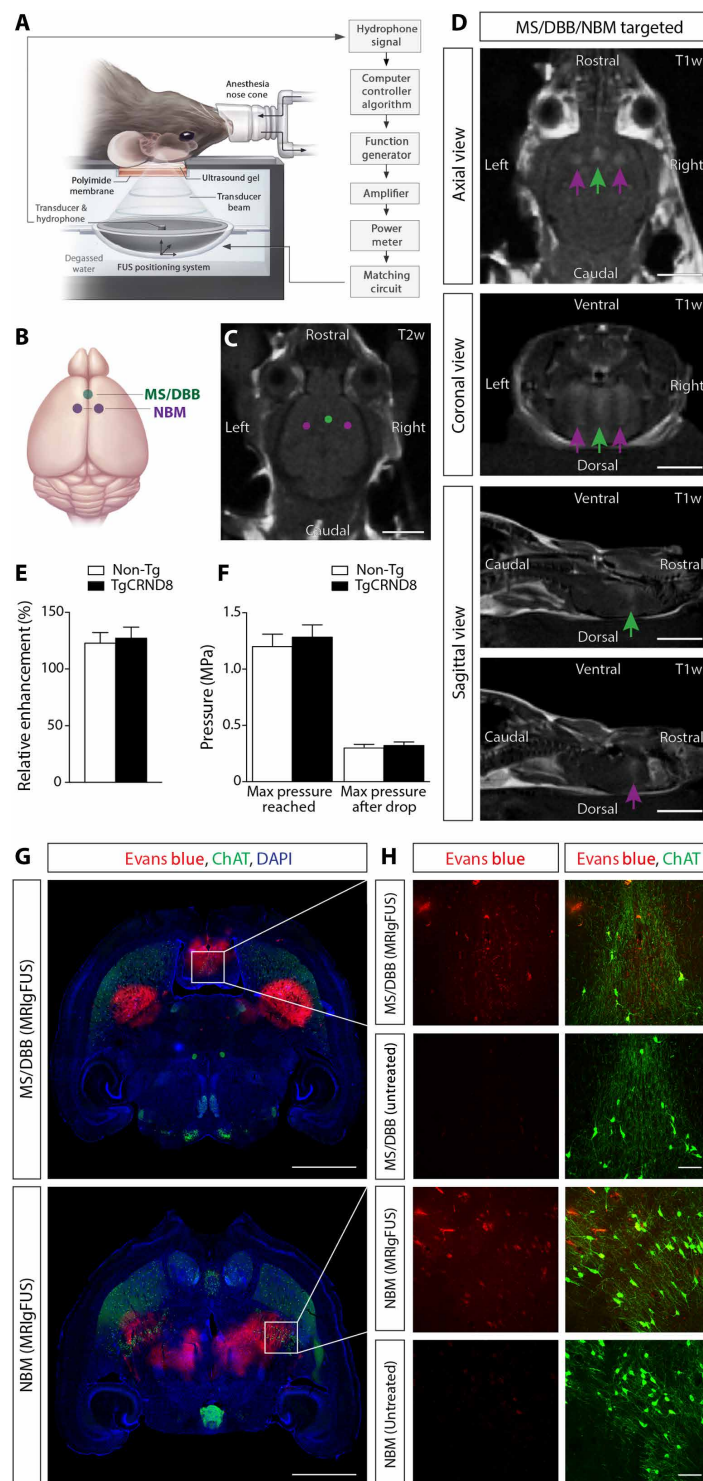 A
Hydrophone
signal
Computer
controller
algorithm
Function
generator
Amplifier
Power
meter
Matching
circuit
Anesthesia
nose cone
Polyimide
membrane
Ultrasound gel
Transducer
beam
Transducer &
hydrophone
Degassed
water
FUS positioning system
B
MS/DBB
NBM
C
Rostral
T2w
Left
Right
Caudal
D
MS/DBB/NBM targeted
Axial view
Rostral
T1w
Left
Right
Caudal
Coronal view
Ventral
T1w
Left
Right
Dorsal
Sagittal view
Ventral
T1w
Caudal
Rostral
Dorsal
Ventral
T1w
Caudal
Rostral
Dorsal
E
Non-Tg
TgCRND8
Relative enhancement (%)
150
100
50
0
F
Non-Tg
TgCRND8
Pressure (MPa)
1.5
1.0
0.5
0
Max pressure
reached
Max pressure
after drop
G
Evans blue, ChAT, DAPI
MS/DBB (MRIgFUS)
NBM (MRIgFUS)
H
Evans blue
Evans blue, ChAT
MS/DBB (MRIgFUS)
MS/DBB (untreated)
NBM (MRIgFUS)
NBM (Untreated)